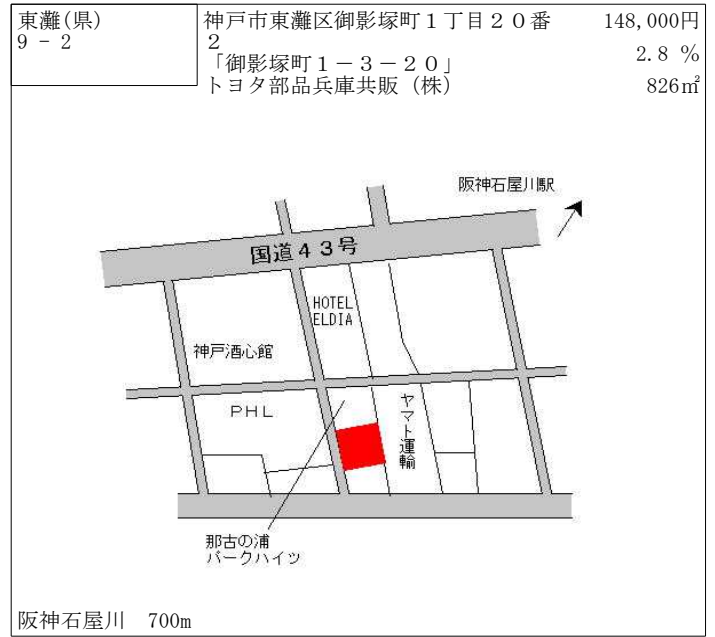 東灘(県)
9 - 2
神戸市東灘区御影塚町１丁目２０番
2
「御影塚町１－３－２０」
トヨタ部品兵庫共販（株）
148,000円
2.8 %
826㎡
阪神石屋川駅
国道４３号
HOTEL
ELDIA
神戸酒心館
ＰＨＬ
ヤマト運輸
那古の浦
パークハイツ
阪神石屋川　700m